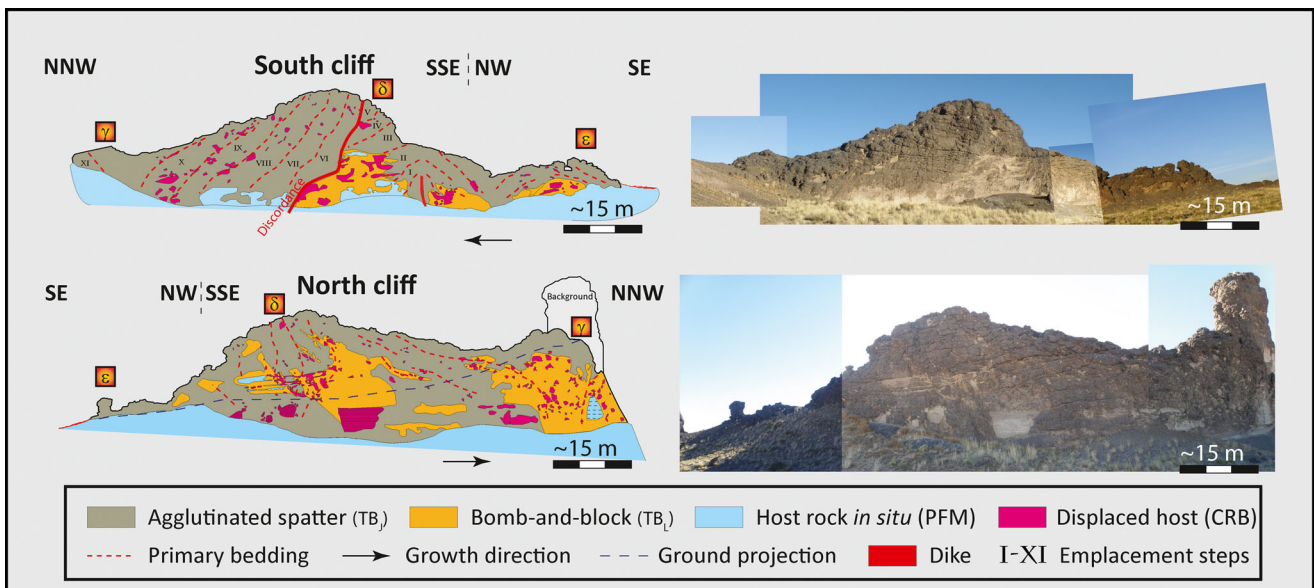 South cliff
NNW
SSE NW
SE
γ
δ
ε
XI
X
IX
VIII
VII
VI
V
IV
III
II
I
Discordance
~15 m
~15 m
North cliff
SE
NW SSE
NNW
Background
δ
γ
ε
~15 m
~15 m
Agglutinated spatter (TBJ)
Bomb-and-block (TBL)
Host rock in situ (PFM)
Displaced host (CRB)
Primary bedding
Growth direction
Ground projection
Dike
I-XI Emplacement steps